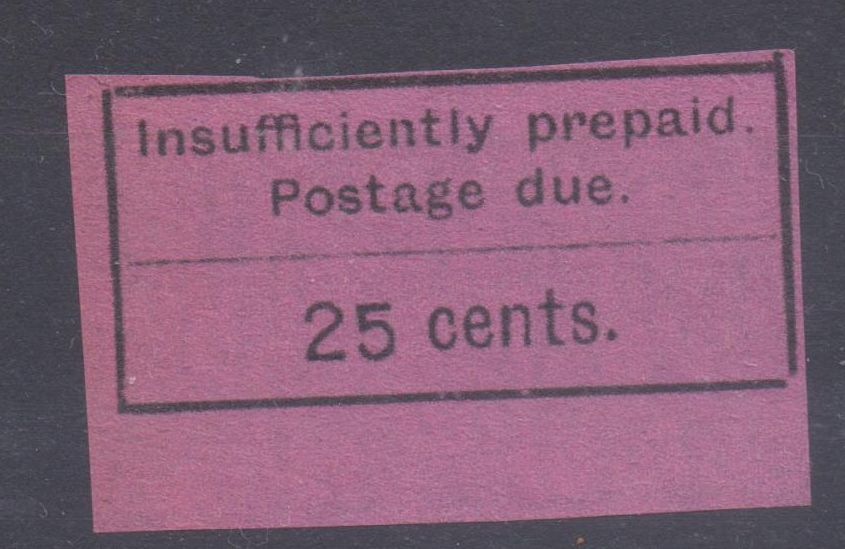 Insufficiently prepaid.
Postage due.
25 cents.